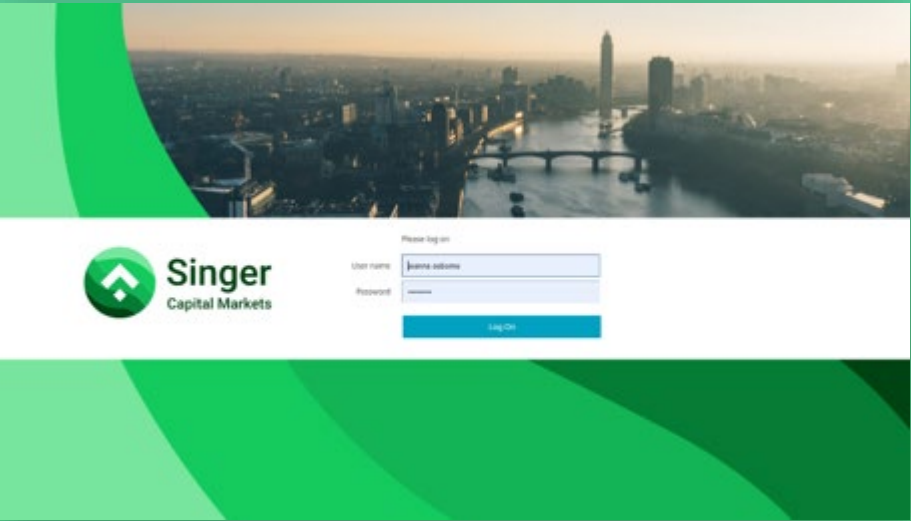 Please log on
Singer
Capital Markets
User name
Password
Log On